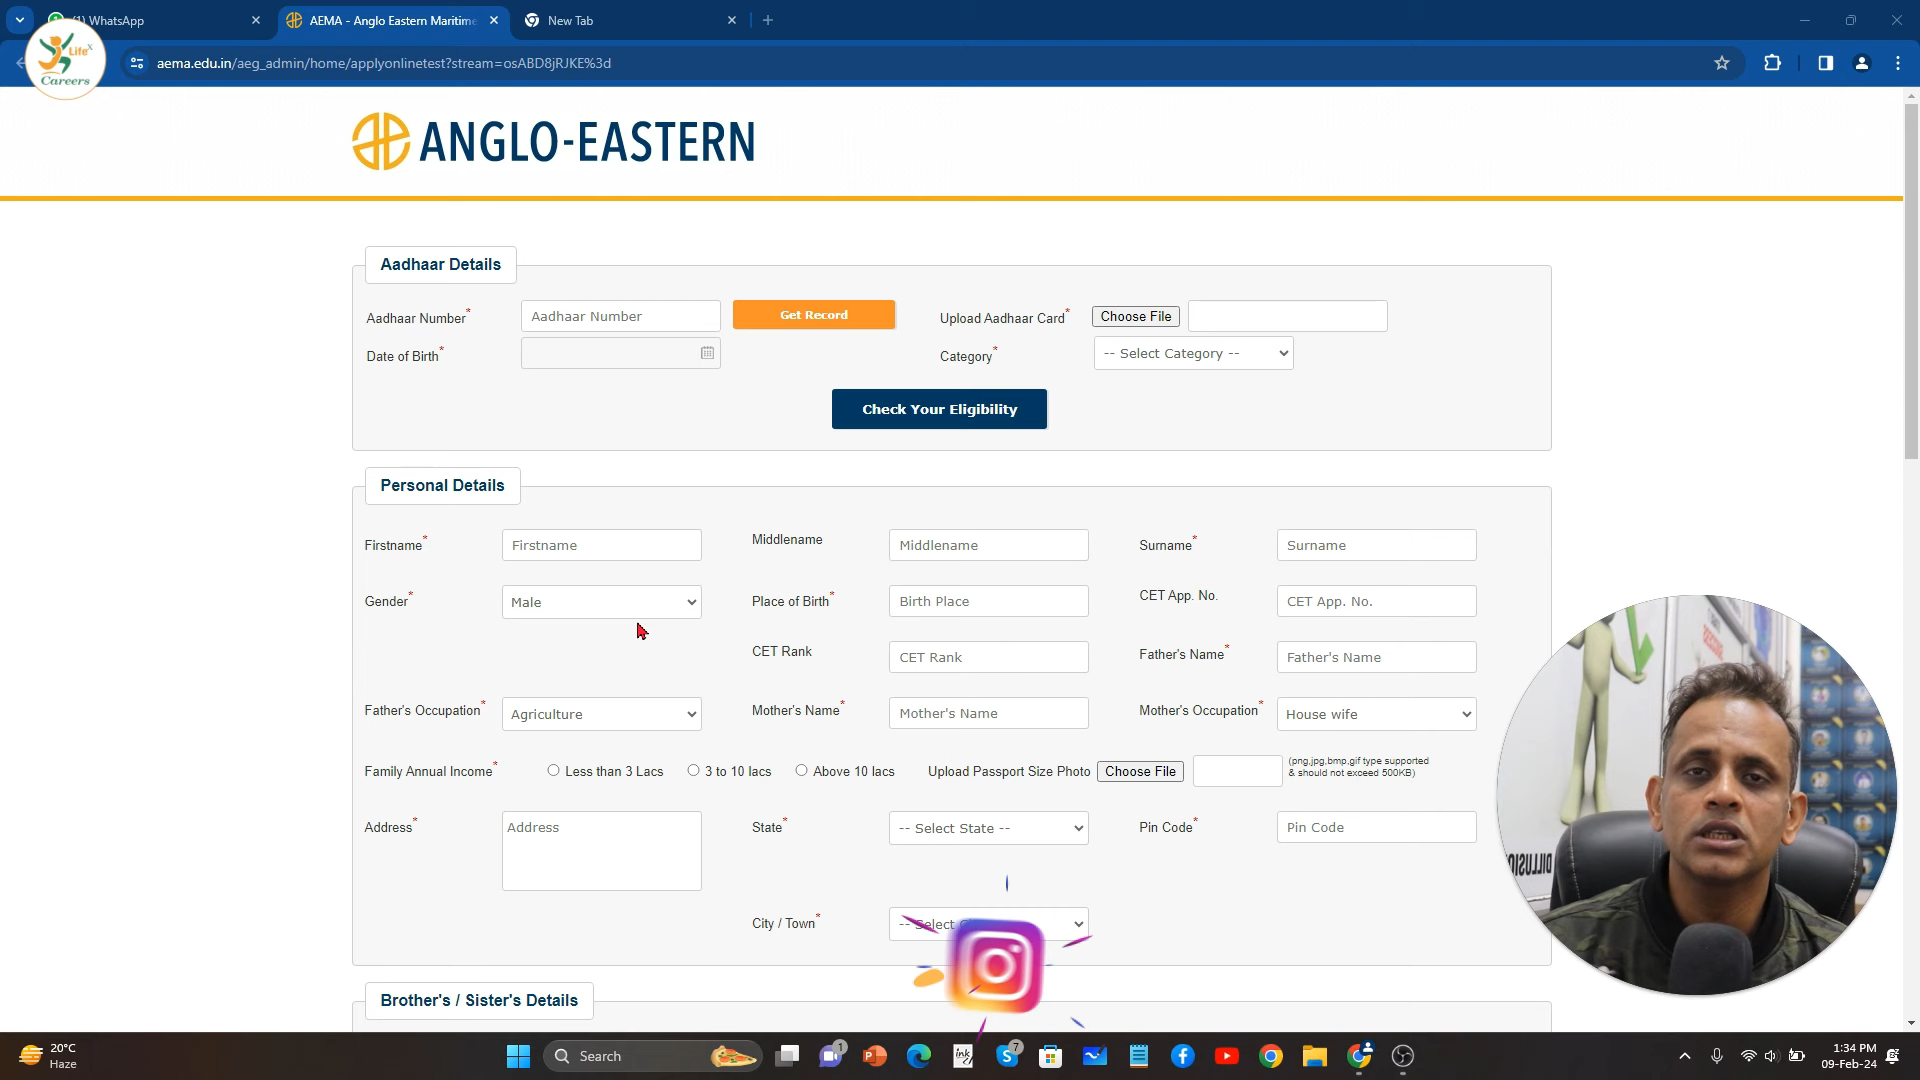 (1) WhatsApp
AEMA - Anglo Eastern Maritime
New Tab
Life X
Careers
aema.edu.in/aeg_admin/home/applyonlinetest?stream=osABD8jRJKE%3d
ANGLO-EASTERN
Aadhaar Details
Aadhaar Number* Aadhaar Number Get Record Upload Aadhaar Card* Choose File
Date of Birth* Category* -- Select Category --
Check Your Eligibility
Personal Details
Firstname* Firstname Middlename Middlename Surname* Surname
Gender* Male Place of Birth* Birth Place CET App. No. CET App. No.
CET Rank CET Rank Father's Name* Father's Name
Father's Occupation* Agriculture Mother's Name* Mother's Name Mother's Occupation* House wife
Family Annual Income* Less than 3 Lacs 3 to 10 lacs Above 10 lacs Upload Passport Size Photo Choose File (png,jpg,bmp,gif type supported
& should not exceed 500KB)
Address* Address State* -- Select State -- Pin Code* Pin Code
City / Town* -- Select
Brother's / Sister's Details
20°C
Haze
Search
1
ink
7
1:34 PM
09-Feb-24